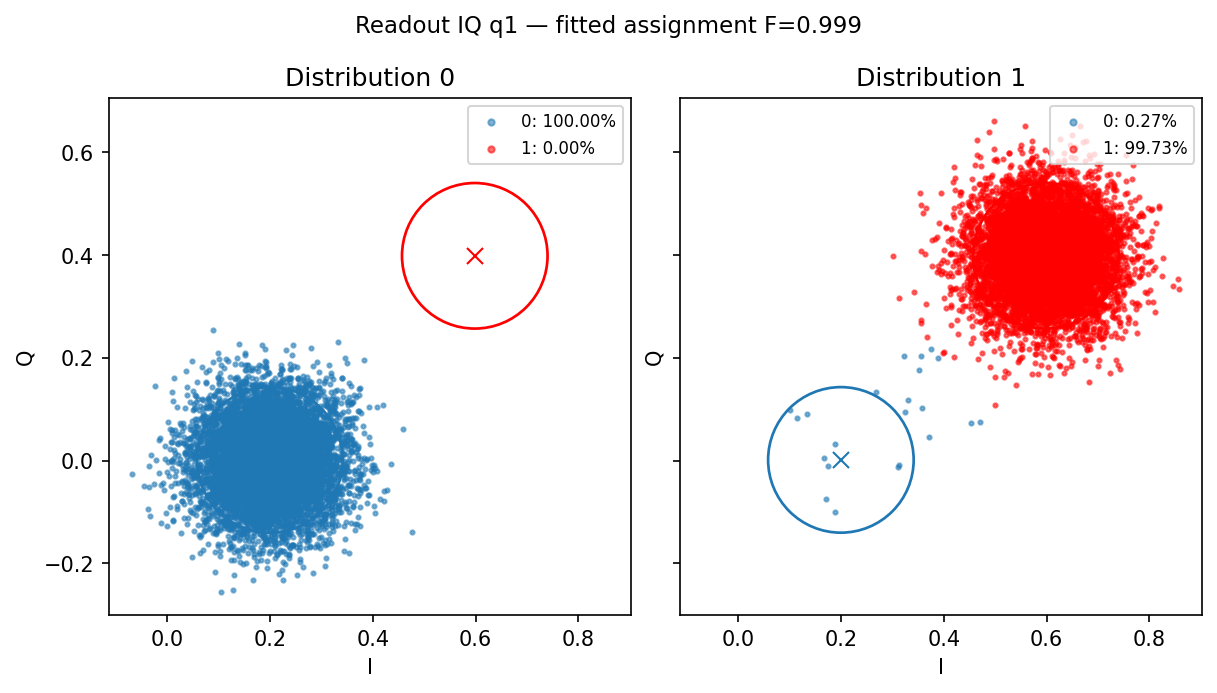 Readout IQ q1 — fitted assignment F=0.999
Distribution 0
Distribution 1
0: 100.00%
1: 0.00%
0: 0.27%
1: 99.73%
Q
0.6
0.4
0.2
0.0
−0.2
0.0 0.2 0.4 0.6 0.8
I
Q
0.0 0.2 0.4 0.6 0.8
I